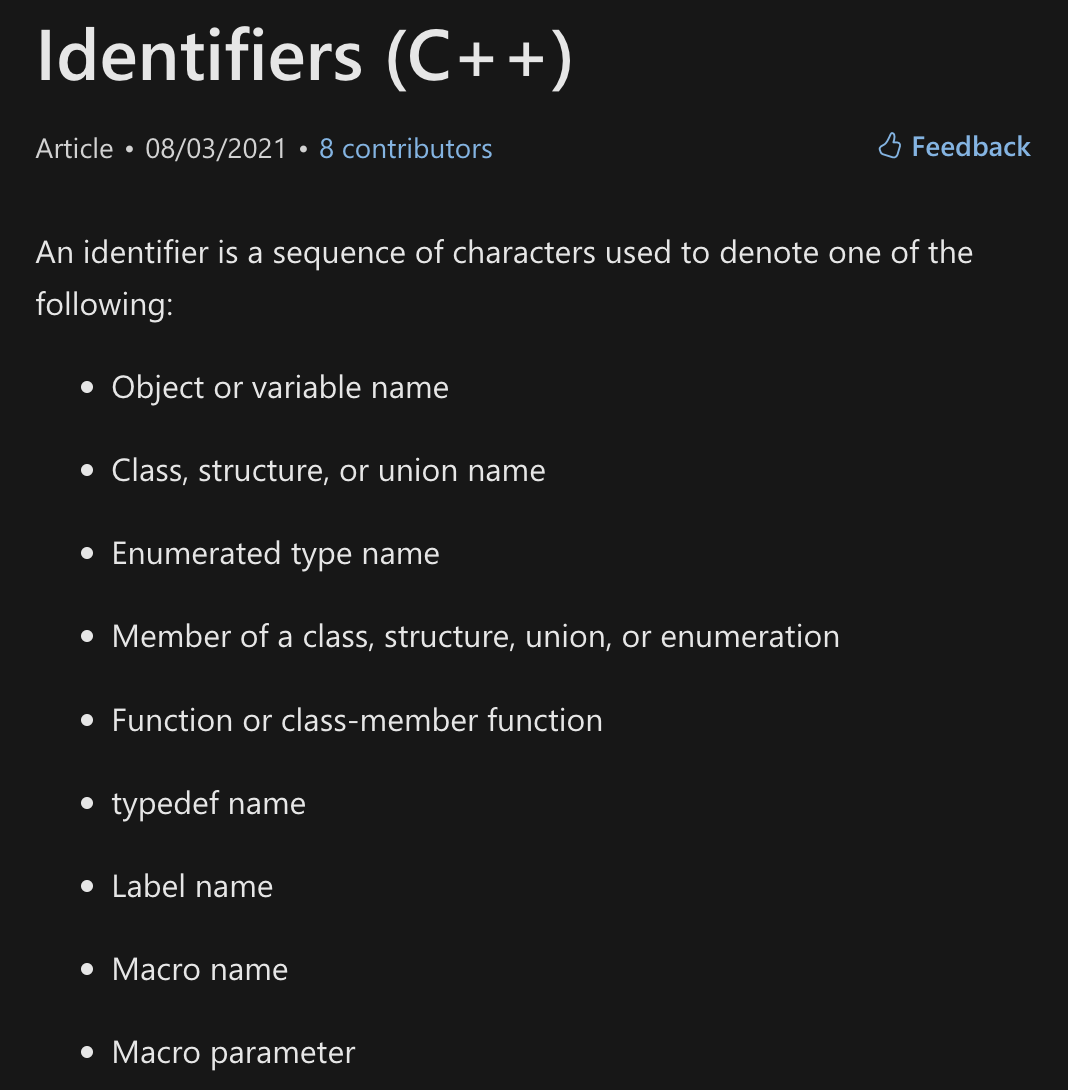 Identifiers (C++)
Article • 08/03/2021 • 8 contributors
Feedback
An identifier is a sequence of characters used to denote one of the
following:
• Object or variable name
• Class, structure, or union name
• Enumerated type name
• Member of a class, structure, union, or enumeration
• Function or class-member function
• typedef name
• Label name
• Macro name
• Macro parameter